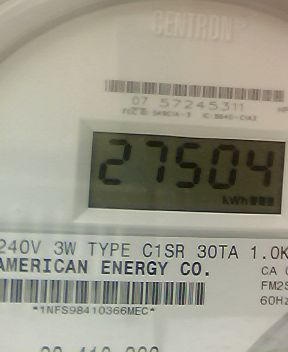 CENTRON
07 57245311
27504
kWh
240V 3W TYPE C1SR 30TA 1.0K
AMERICAN ENERGY CO.
CA
FM2S
60Hz
*1NFS98410366MEC*